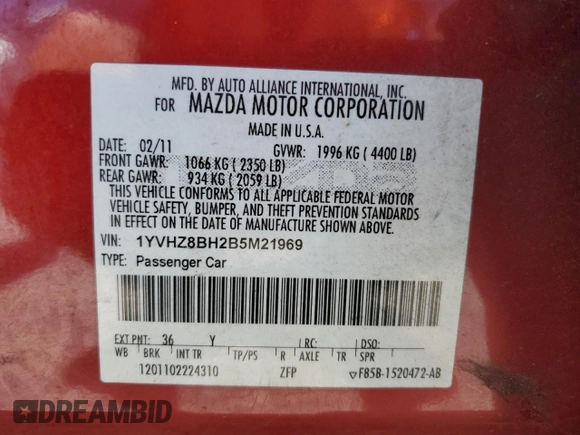 MFD. BY AUTO ALLIANCE INTERNATIONAL, INC.
FOR MAZDA MOTOR CORPORATION
MADE IN U.S.A.
DATE: 02/11 GVWR: 1996 KG ( 4400 LB)
FRONT GAWR: 1066 KG ( 2350 LB)
REAR GAWR: 934 KG ( 2059 LB)
THIS VEHICLE CONFORMS TO ALL APPLICABLE FEDERAL MOTOR
VEHICLE SAFETY, BUMPER, AND THEFT PREVENTION STANDARDS
IN EFFECT ON THE DATE OF MANUFACTURE SHOWN ABOVE.
VIN: 1YVHZ8BH2B5M21969
TYPE: Passenger Car
EXT PNT: 36 Y RC: DSO:
WB BRK INT TR TP/PS R AXLE TR SPR
1201102224310 ZFP ▽FB5B-1520472-AB
DREAMBID